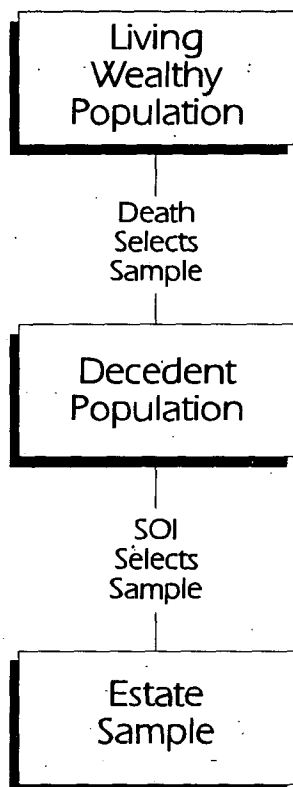 Living
Wealthy
Population
Death
Selects
Sample
Decedent
Population
SOI
Selects
Sample
Estate
Sample